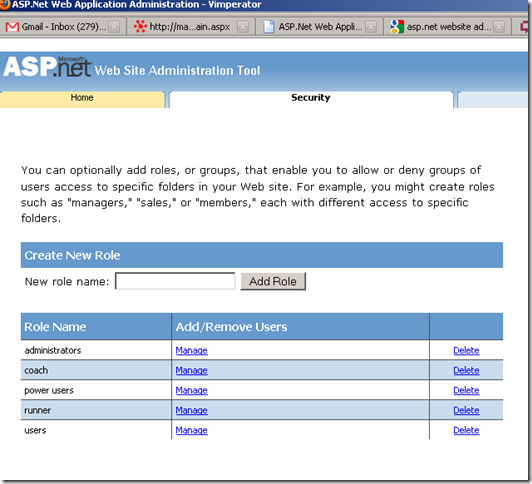 ASP.Net Web Application Administration - Vimperator
Gmail - Inbox (279)...
http://ma...ain.aspx
ASP.Net Web Appli...
asp.net website ad...
Microsoft
ASP.net Web Site Administration Tool
Home
Security
You can optionally add roles, or groups, that enable you to allow or deny groups of
users access to specific folders in your Web site. For example, you might create roles
such as "managers," "sales," or "members," each with different access to specific
folders.
Create New Role
New role name: Add Role
Role Name Add/Remove Users
administrators Manage Delete
coach Manage Delete
power users Manage Delete
runner Manage Delete
users Manage Delete